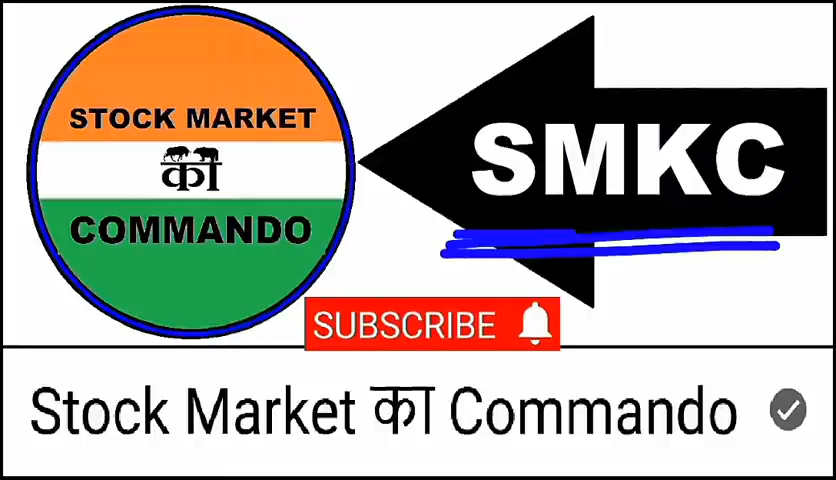 STOCK MARKET
का
COMMANDO
SMKC
SUBSCRIBE
Stock Market का Commando